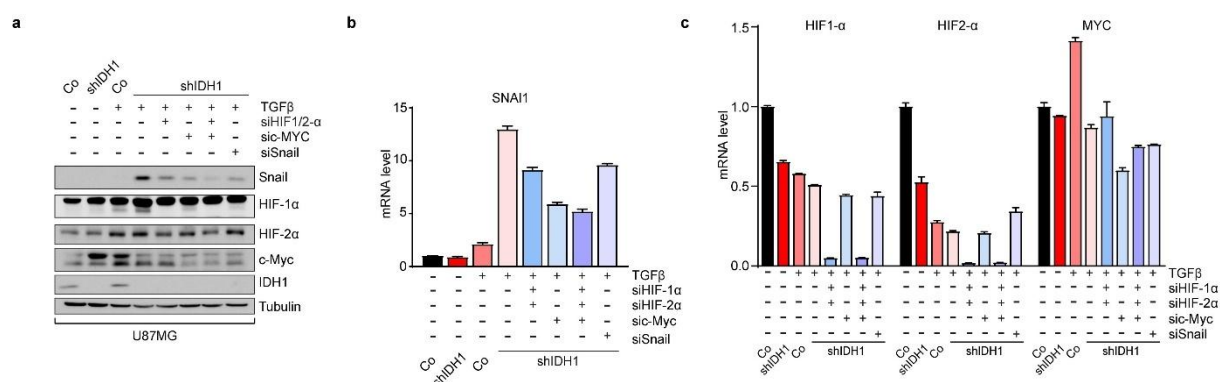 a
Co
shIDH1
Co
shIDH1
- - + + + + + + TGFβ
- - - - + - + - siHIF1/2-α
- - - - - + + - sic-MYC
- - - - - - - + siSnail
Snail
HIF-1α
HIF-2α
c-Myc
IDH1
Tubulin
U87MG
b
SNAI1
mRNA level
15
10
5
0
- - + + + + + + TGFβ
- - - - + - + - siHIF-1α
- - - - + - + - siHIF-2α
- - - - - + + - sic-Myc
- - - - - - - + siSnail
Co
shIDH1
Co
shIDH1
c
HIF1-α HIF2-α MYC
mRNA level
1.5
1.0
0.5
0.0
- - + + + + + + - - + + + + + + - - + + + + + + TGFβ
- - - - + - + - - - - - + - + - - - - - + - + - siHIF-1α
- - - - + - + - - - - - + - + - - - - - + - + - siHIF-2α
- - - - - + + - - - - - - + + - - - - - - + + - sic-Myc
- - - - - - - + - - - - - - - + - - - - - - - + siSnail
Co shIDH1 Co shIDH1 Co shIDH1 Co shIDH1 Co shIDH1 Co shIDH1